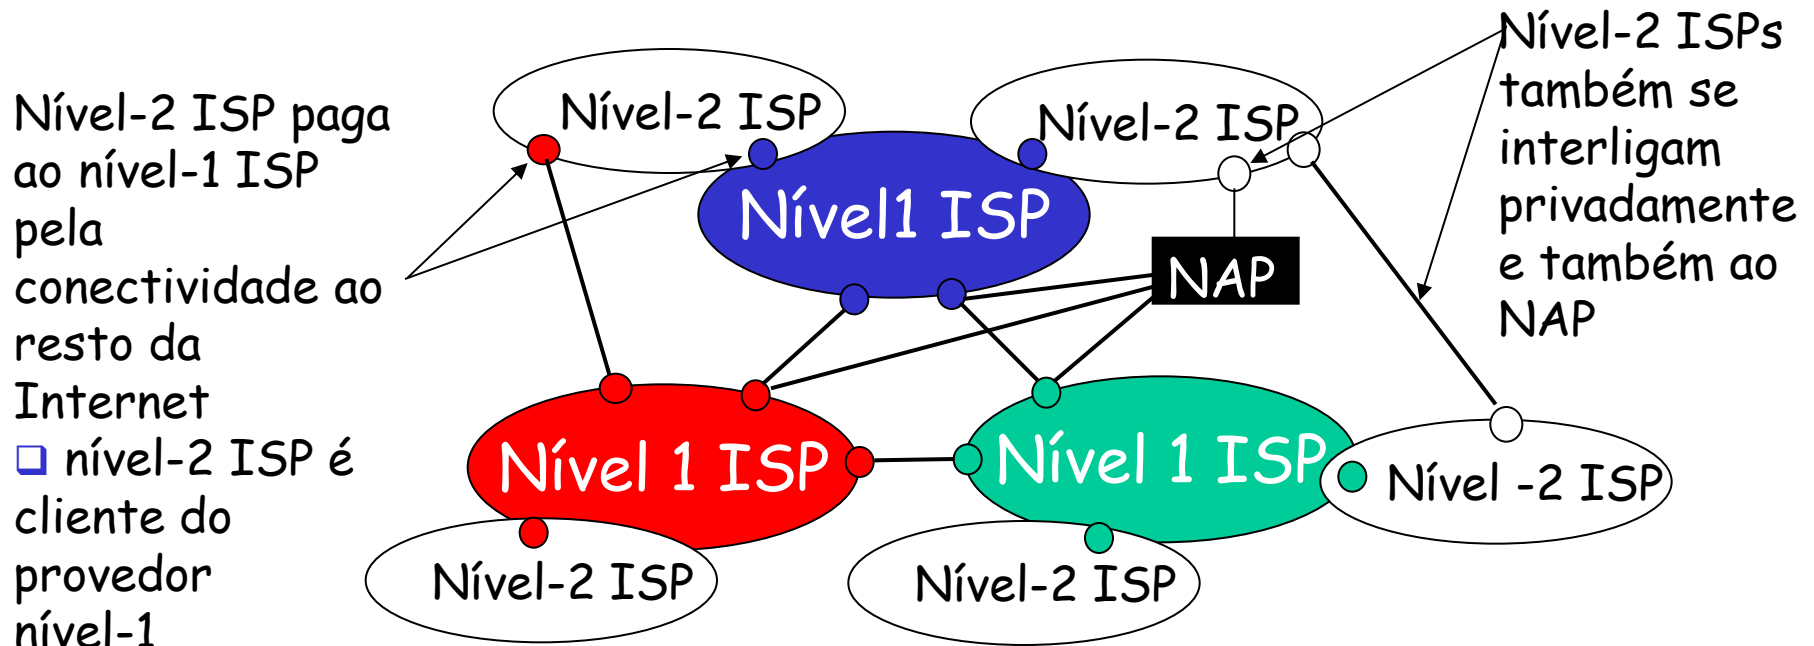 Nível-2 ISP paga
ao nível-1 ISP
pela
conectividade ao
resto da
Internet
❑ nível-2 ISP é
cliente do
provedor
nível-1
Nível-2 ISP
Nível-2 ISP
Nível1 ISP
NAP
Nível 1 ISP
Nível 1 ISP
Nível -2 ISP
Nível-2 ISP
Nível-2 ISP
Nível-2 ISPs
também se
interligam
privadamente
e também ao
NAP